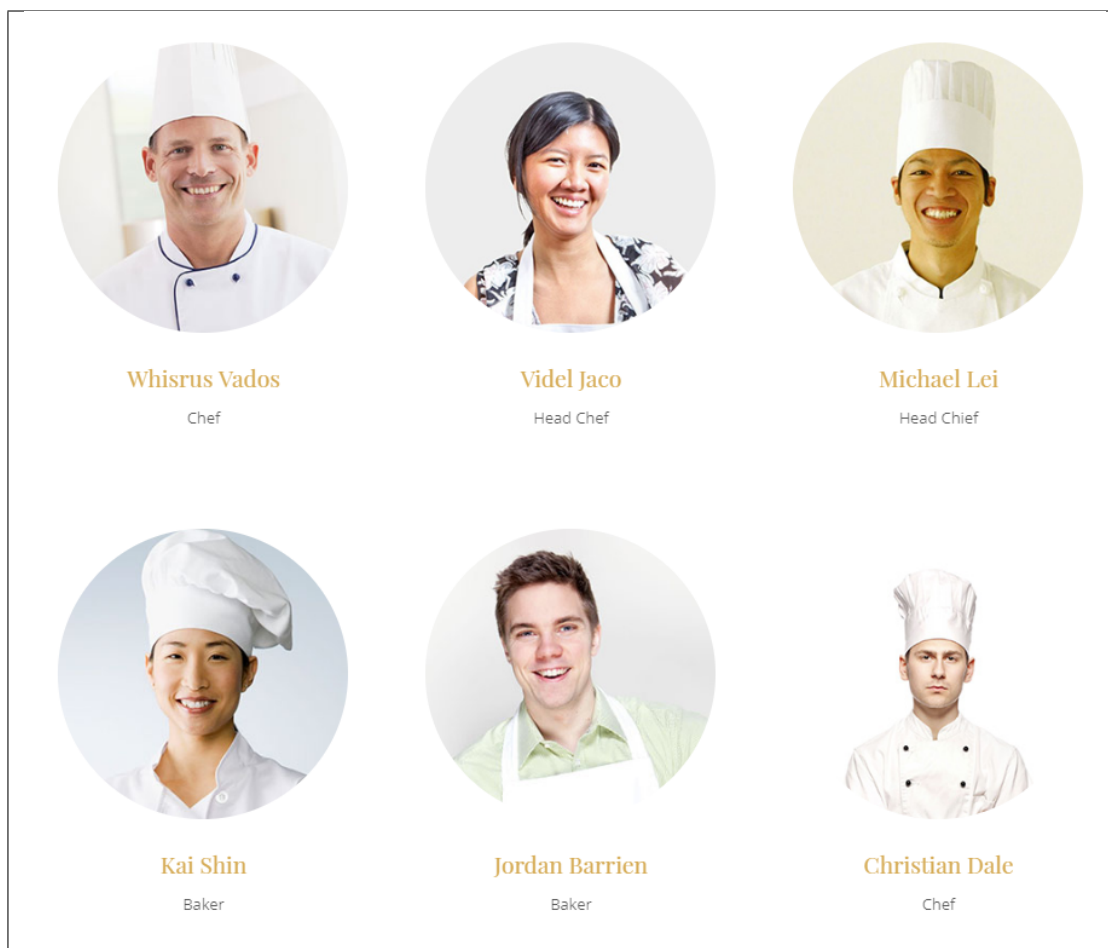 Whisrus Vados
Videl Jaco
Michael Lei
Chef
Head Chef
Head Chief
Kai Shin
Jordan Barrien
Christian Dale
Baker
Baker
Chef